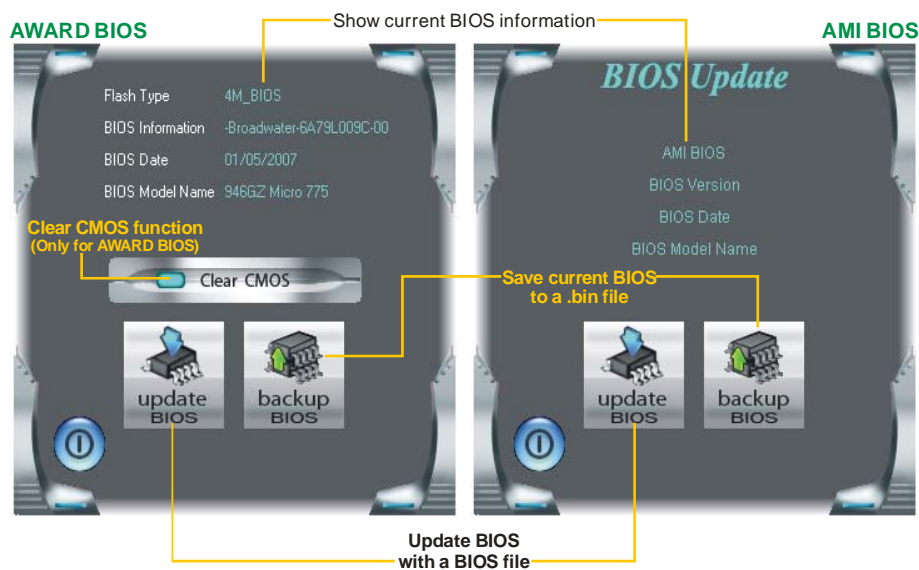 Show current BIOS information
AWARD BIOS
AMI BIOS
Flash Type 4M_BIOS
BIOS Information -Broadwater-6A79L009C-00
BIOS Date 01/05/2007
BIOS Model Name 946GZ Micro 775
Clear CMOS function
(Only for AWARD BIOS)
Clear CMOS
update
BIOS
backup
BIOS
BIOS Update
AMI BIOS
BIOS Version
BIOS Date
BIOS Model Name
Save current BIOS
to a .bin file
update
BIOS
backup
BIOS
Update BIOS
with a BIOS file